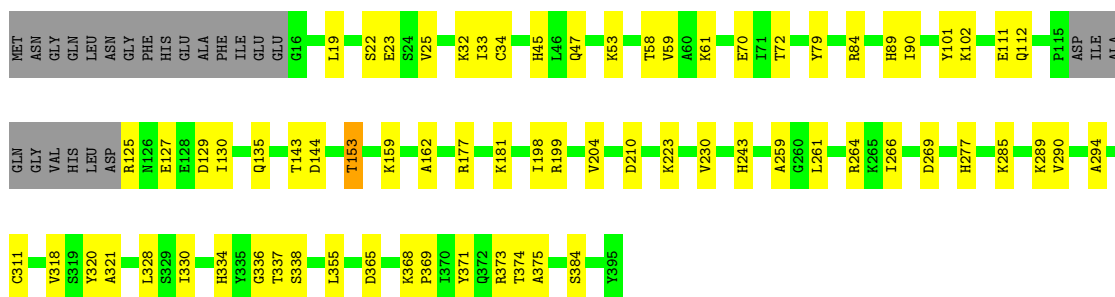 MET ASN GLY GLN LEU ASN GLY PHE HIS GLU ALA PHE ILE GLU GLU G16 L19 S22 E23 S24 V25 K32 I33 C34 H45 L46 Q47 K53 T58 V59 A60 K61 E70 I71 T72 Y79 R84 H89 I90 Y101 K102 E111 Q112 P115 ASP ILE ALA
GLN GLY VAL HIS LEU ASP R125 N126 E127 E128 D129 I130 Q135 T143 D144 T153 K159 A162 R177 K181 I198 R199 V204 D210 K223 V230 H243 A259 G260 L261 R264 K265 I266 D269 H277 K285 K289 V290 A294
C311 V318 S319 Y320 A321 L328 S329 I330 H334 Y335 G336 T337 S338 L355 D365 K368 P369 I370 Y371 Q372 R373 T374 A375 S384 Y395